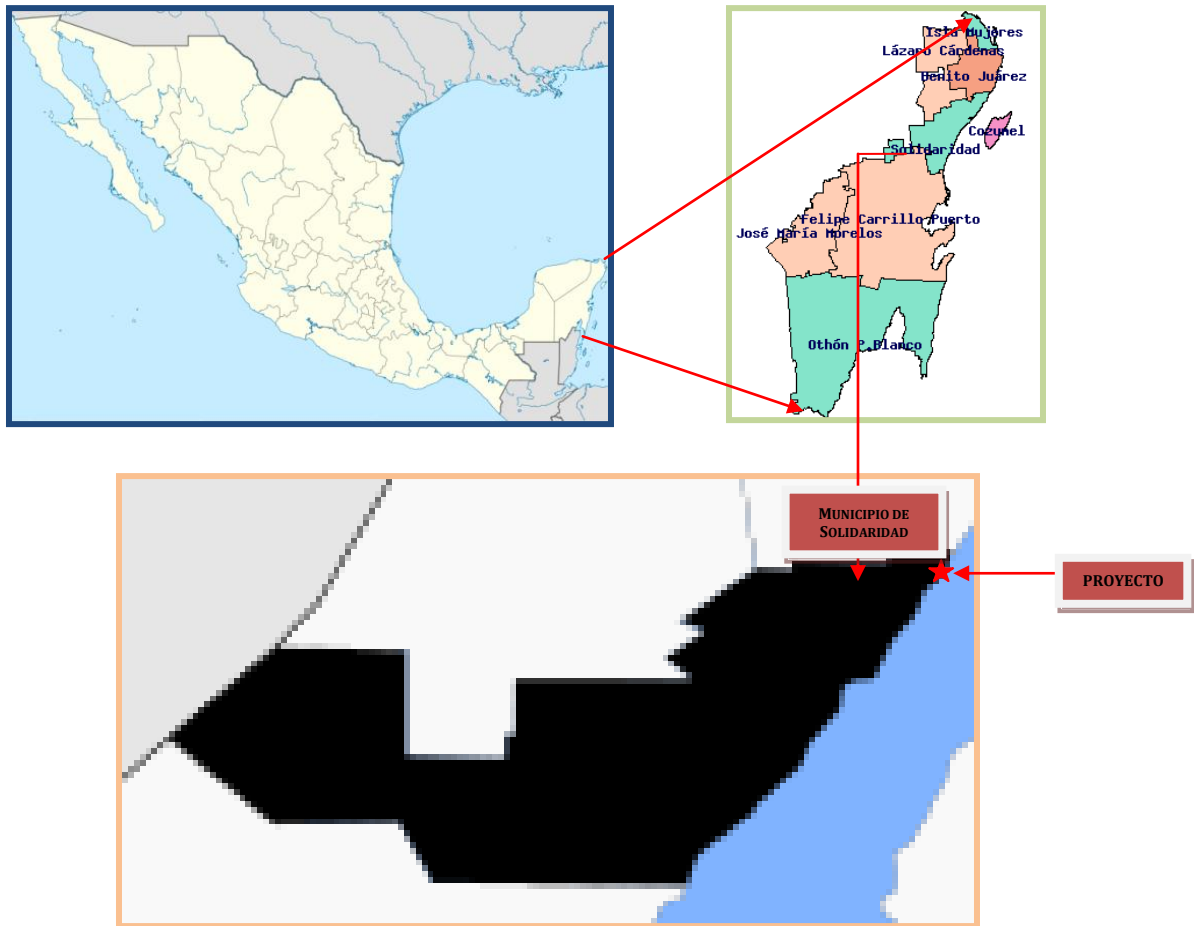 Isla Mujeres
Lázaro Cárdenas
Benito Juárez
Cozumel
Solidaridad
Felipe Carrillo Puerto
José María Morelos
Othón P.Blanco
MUNICIPIO DE
SOLIDARIDAD
PROYECTO